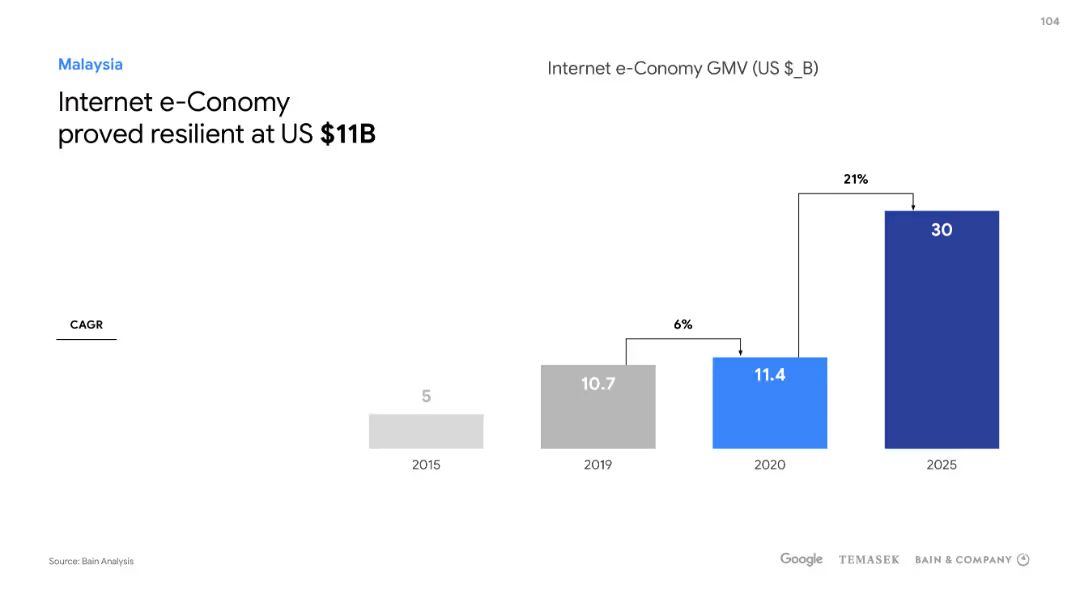 104
Malaysia
Internet e-Conomy
proved resilient at US $11B
Internet e-Conomy GMV (US $_B)
21%
30
CAGR
6%
5
10.7
11.4
2015
2019
2020
2025
Source: Bain Analysis
Google
TEMASEK
BAIN & COMPANY